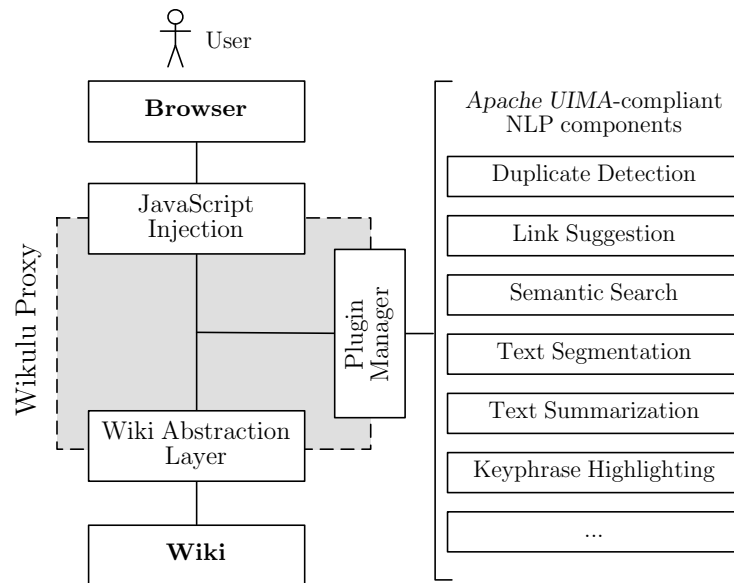 User
Browser
JavaScript
Injection
Wikulu Proxy
Plugin
Manager
Wiki Abstraction
Layer
Wiki
Apache UIMA-compliant
NLP components
Duplicate Detection
Link Suggestion
Semantic Search
Text Segmentation
Text Summarization
Keyphrase Highlighting
...